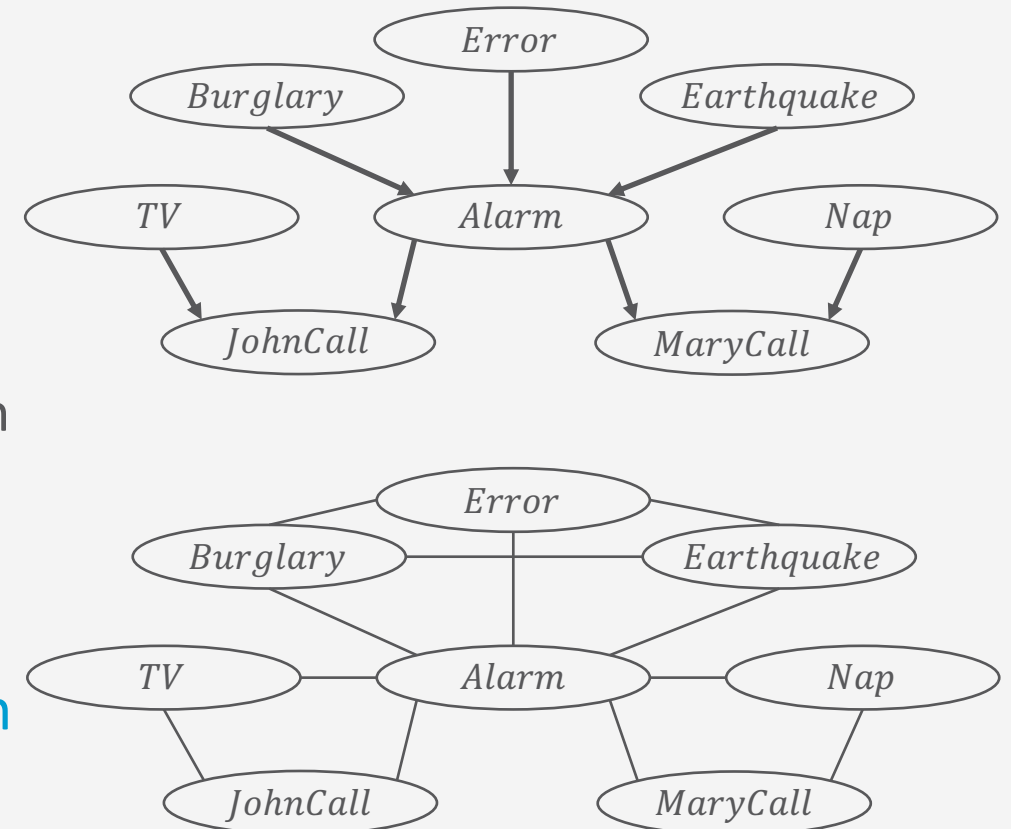 Error
Burglary Earthquake
TV Alarm Nap
JohnCall MaryCall
n
Error
Burglary Earthquake
TV Alarm Nap
n
JohnCall MaryCall